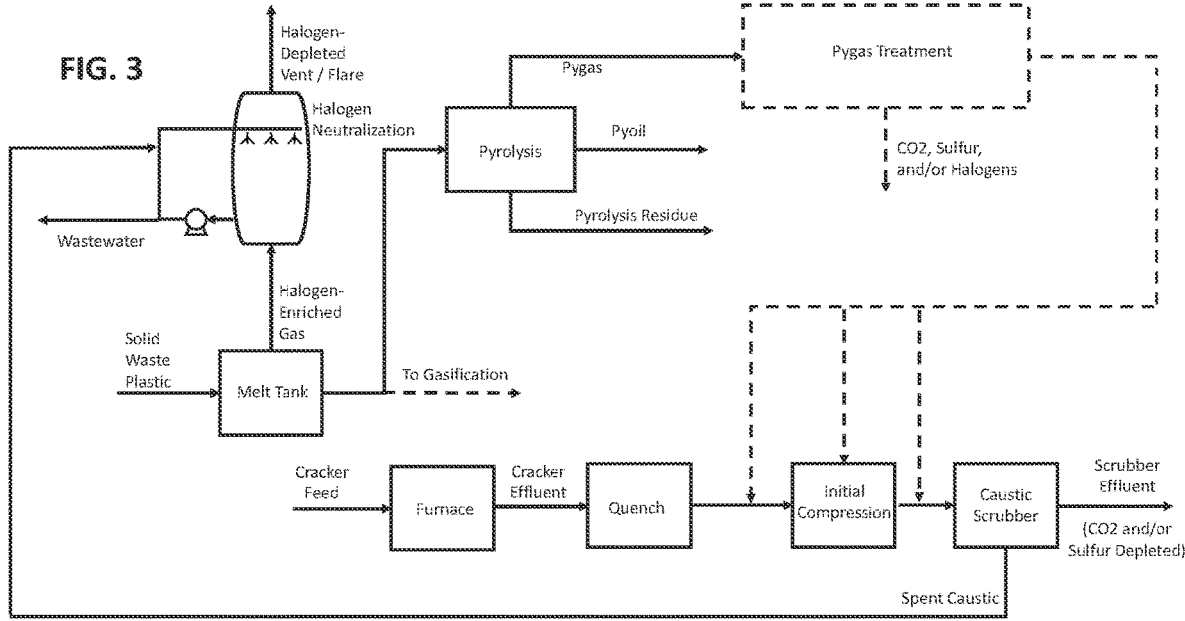 FIG. 3
Halogen-
Depleted
Vent / Flare
Halogen
Neutralization
Wastewater
Halogen-
Enriched
Gas
Solid
Waste
Plastic
Melt Tank
To Gasification
Pyrolysis
Pygas
Pyoil
Pyrolysis Residue
Pygas Treatment
CO2, Sulfur,
and/or Halogens
Cracker
Feed
Furnace
Cracker
Effluent
Quench
Initial
Compression
Caustic
Scrubber
Scrubber
Effluent
(CO2 and/or
Sulfur Depleted)
Spent Caustic